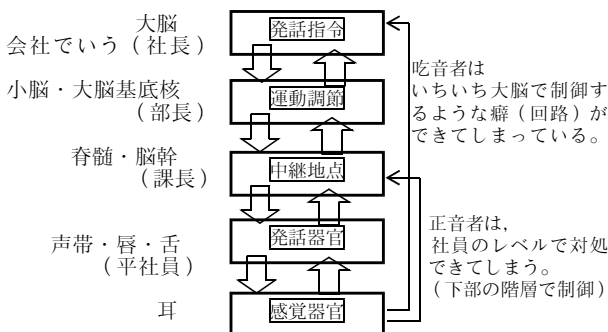 大脳
会社でいう(社長)
発話指令
小脳・大脳基底核
(部長)
運動調節
脊髄・脳幹
(課長)
中継地点
声帯・唇・舌
(平社員)
発話器官
耳
感覚器官
吃音者は
いちいち大脳で制御す
るような癖(回路)が
できてしまっている。
正音者は,
社員のレベルで対処
できてしまう。
(下部の階層で制御)